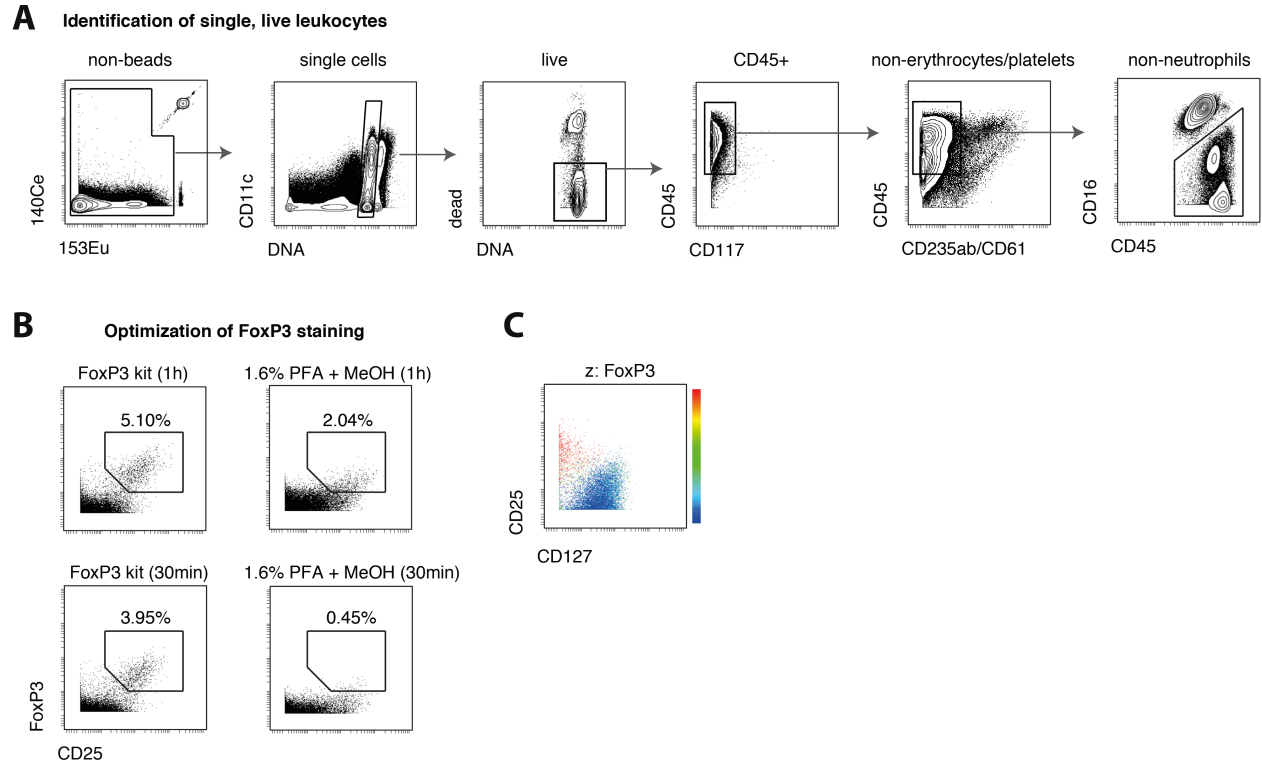 A Identification of single, live leukocytes
non-beads single cells live CD45+ non-erythrocytes/platelets non-neutrophils
140Ce CD11c dead CD45 CD45 CD16
153Eu DNA DNA CD117 CD235ab/CD61 CD45
B Optimization of FoxP3 staining
FoxP3 kit (1h) 1.6% PFA + MeOH (1h)
5.10% 2.04%
FoxP3 kit (30min) 1.6% PFA + MeOH (30min)
3.95% 0.45%
FoxP3
CD25
C
z: FoxP3
CD25
CD127